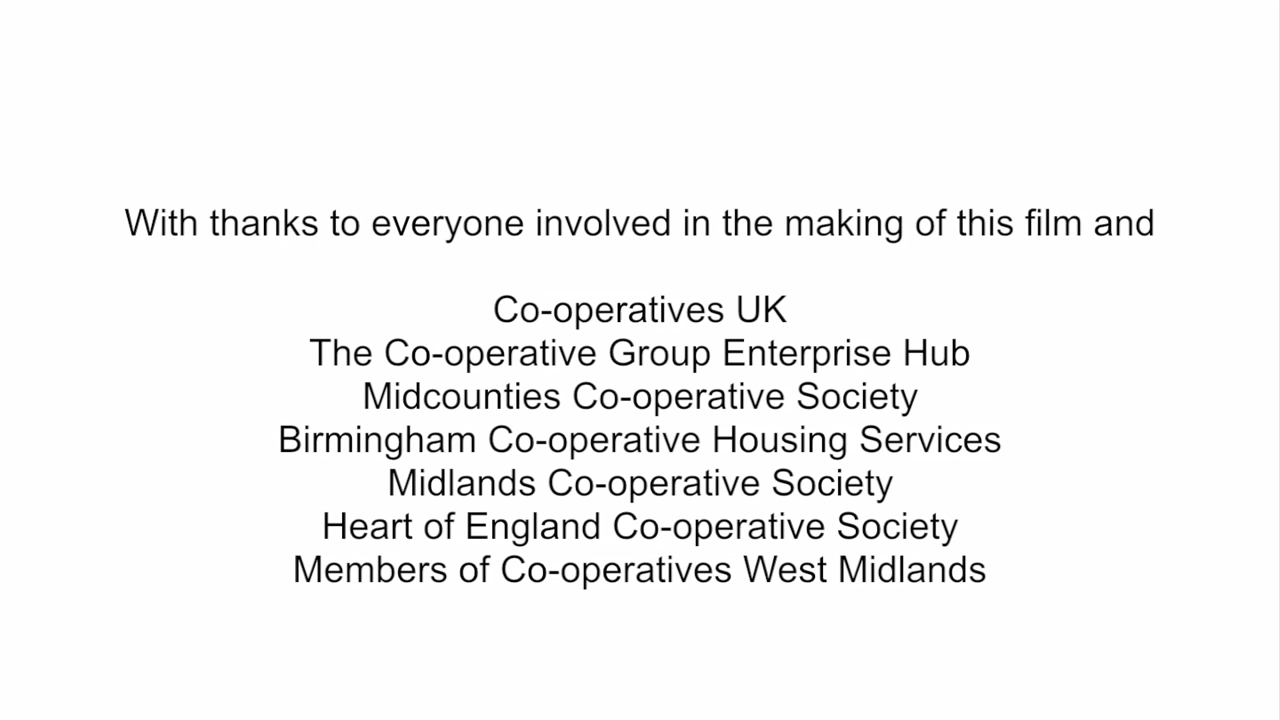 With thanks to everyone involved in the making of this film and
Co-operatives UK
The Co-operative Group Enterprise Hub
Midcounties Co-operative Society
Birmingham Co-operative Housing Services
Midlands Co-operative Society
Heart of England Co-operative Society
Members of Co-operatives West Midlands